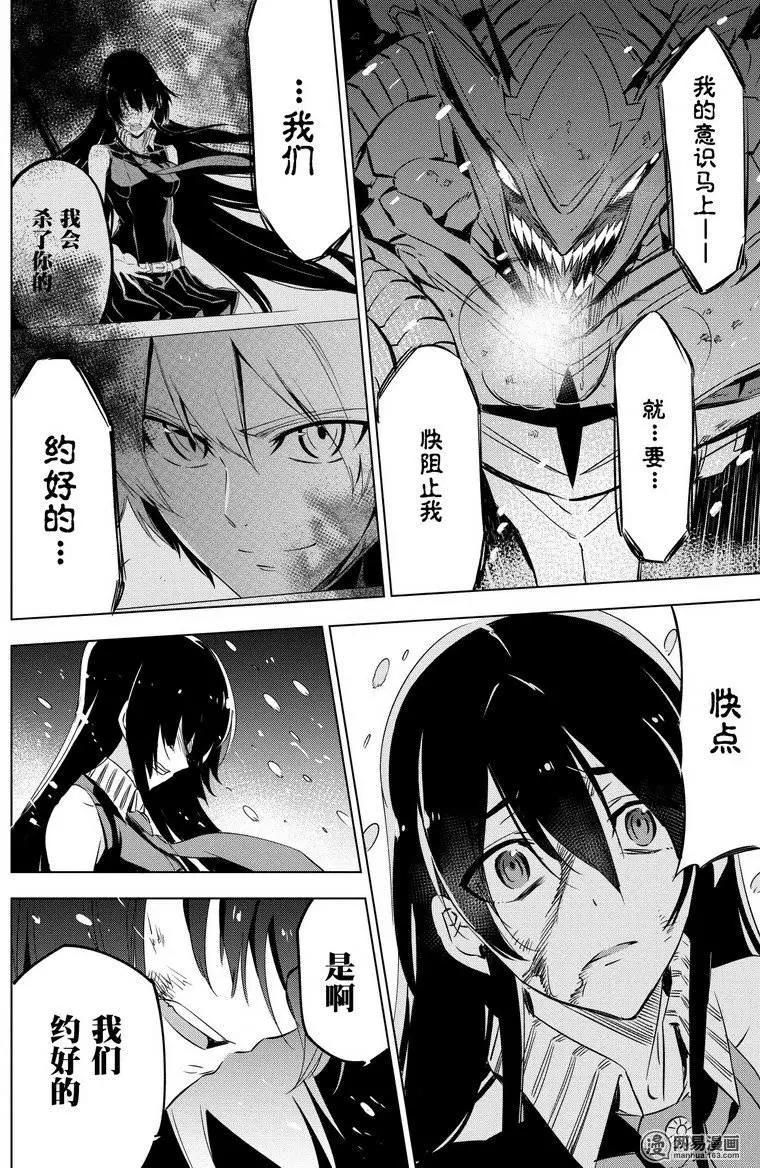 我的意识马上——
就…要…
快阻止我
…我们
我会
杀了你的
约好的…
快点
是啊
我们
约好的
网易漫画
manhua.163.com